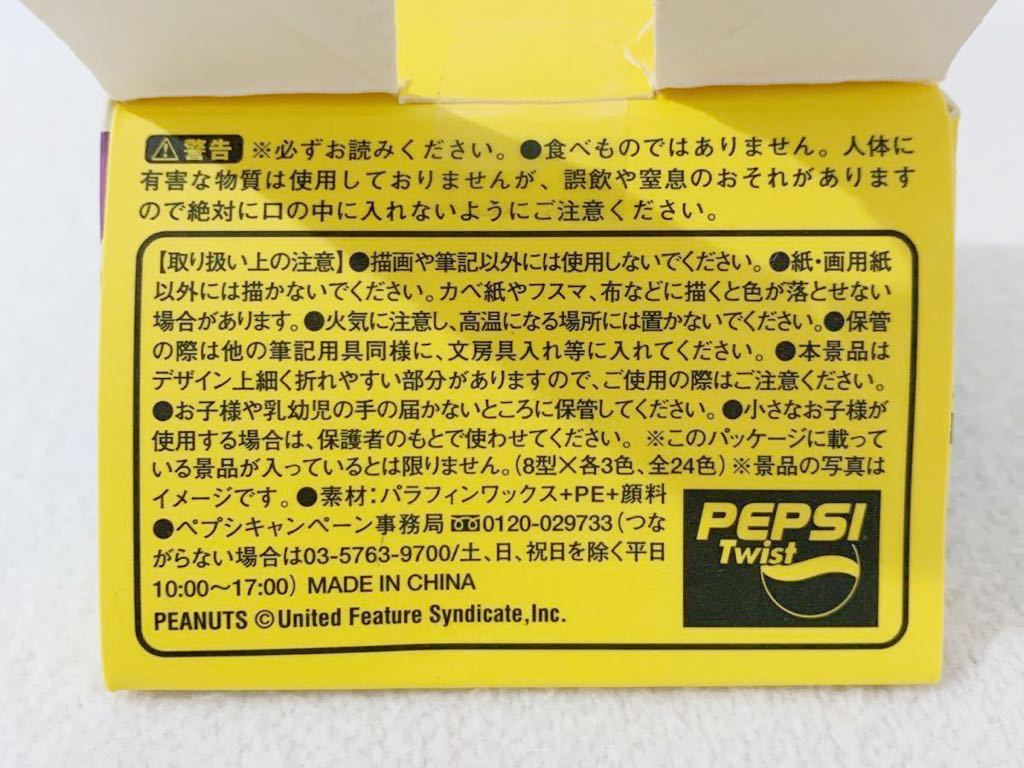 ⚠警告 ※必ずお読みください。●食べものではありません。人体に
有害な物質は使用しておりませんが、誤飲や窒息のおそれがあります
ので絶対に口の中に入れないようにご注意ください。
【取り扱い上の注意】●描画や筆記以外には使用しないでください。●紙・画用紙
以外には描かないでください。カベ紙やフスマ、布などに描くと色が落とせない
場合があります。●火気に注意し、高温になる場所には置かないでください。●保管
の際は他の筆記用具同様に、文房具入れ等に入れてください。●本景品は
デザイン上細く折れやすい部分がありますので、ご使用の際はご注意ください。
●お子様や乳幼児の手の届かないところに保管してください。●小さなお子様が
使用する場合は、保護者のもとで使わせてください。※このパッケージに載って
いる景品が入っているとは限りません。(8型×各3色、全24色)※景品の写真は
イメージです。●素材:パラフィンワックス+PE+顔料
●ペプシキャンペーン事務局 0120-029733(つな
がらない場合は03-5763-9700/土、日、祝日を除く平日
10:00〜17:00) MADE IN CHINA
PEANUTS © United Feature Syndicate, Inc.
PEPSI
Twist